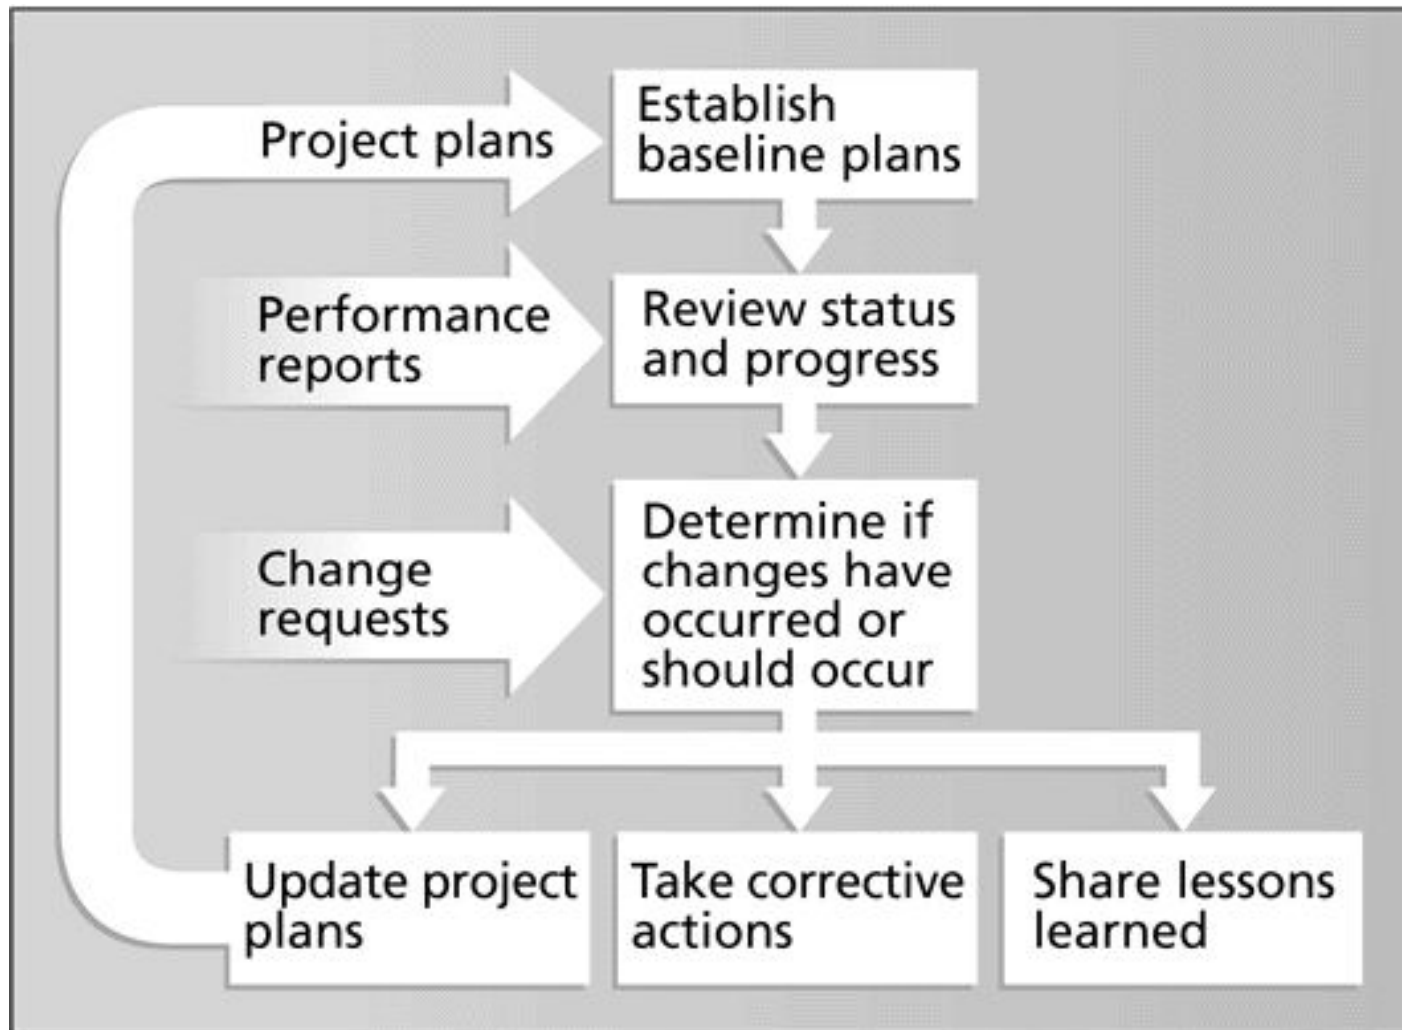 Project plans
Establish
baseline plans
Performance
reports
Review status
and progress
Change
requests
Determine if
changes have
occurred or
should occur
Update project
plans
Take corrective
actions
Share lessons
learned